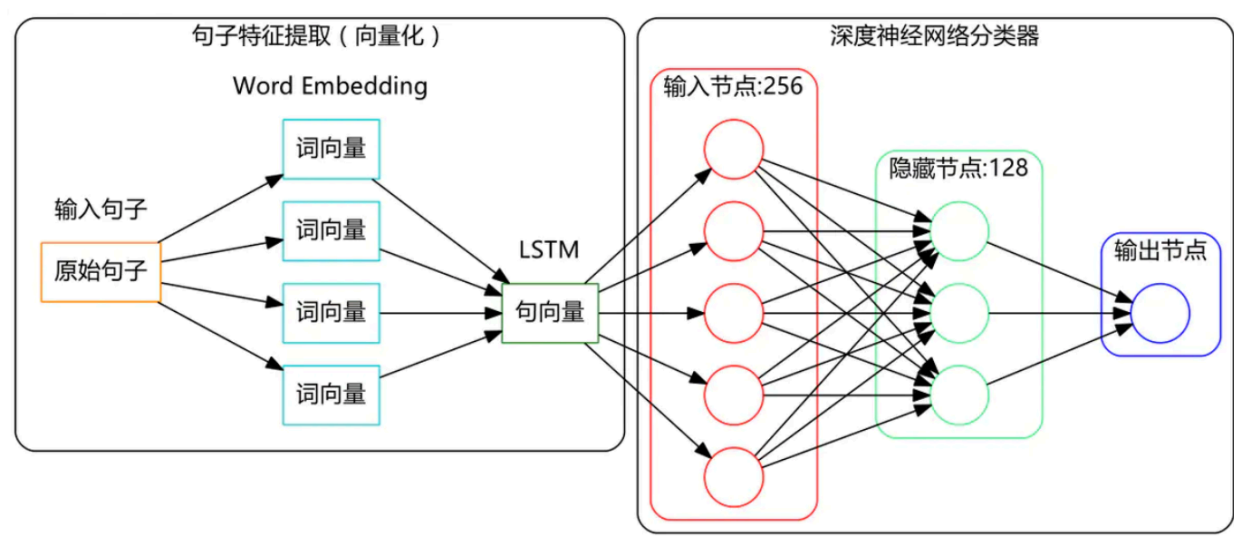 句子特征提取（向量化）
Word Embedding
输入句子
原始句子
词向量
词向量
词向量
词向量
LSTM
句向量
深度神经网络分类器
输入节点:256
隐藏节点:128
输出节点